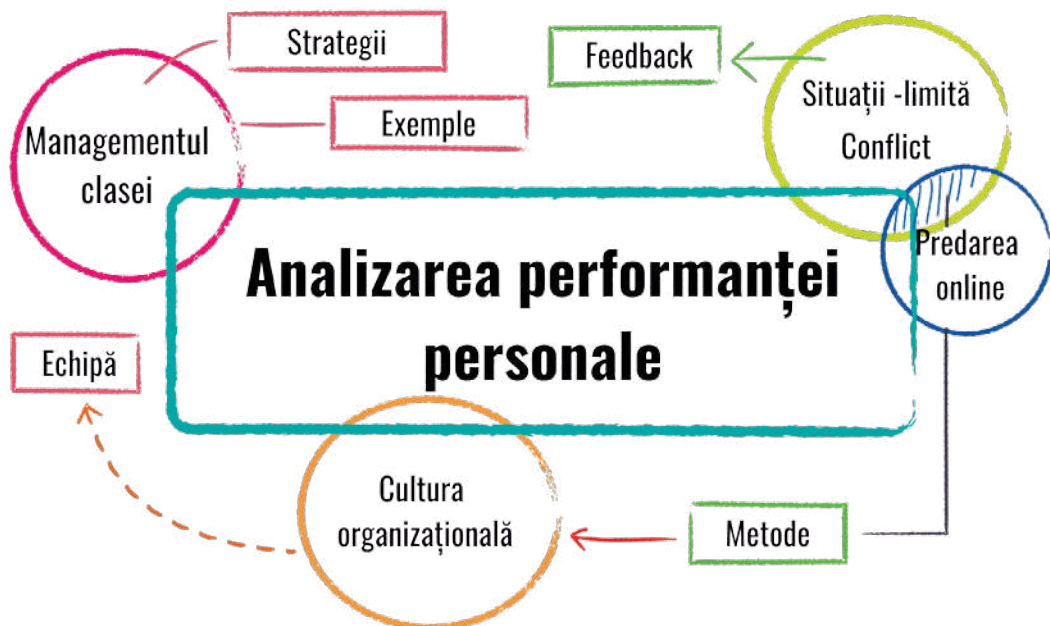 Strategii
Feedback
Exemple
Situații -limită
Conflict
Managementul
clasei
Predarea
online
Analizarea performanței
personale
Echipă
Cultura
organizațională
Metode